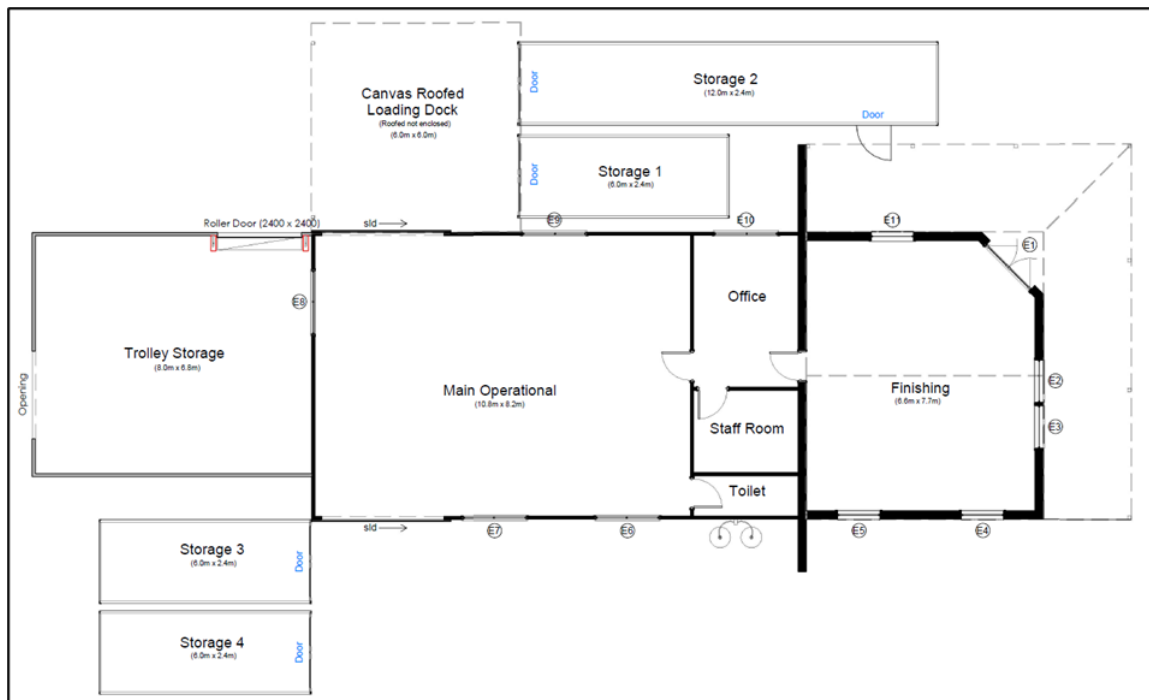 Canvas Roofed
Loading Dock
(Roofed not enclosed)
(6.0m x 6.0m)
Door
Storage 2
(12.0m x 2.4m)
Door
Door
Storage 1
(6.0m x 2.4m)
Roller Door (2400 x 2400)
sld
E9
E10
E11
E1
E8
Office
Trolley Storage
(8.0m x 6.8m)
Opening
Main Operational
(10.8m x 8.2m)
Finishing
(6.6m x 7.7m)
E2
E3
Staff Room
Toilet
sld
E7
E6
E5
E4
Storage 3
(6.0m x 2.4m)
Door
Storage 4
(6.0m x 2.4m)
Door